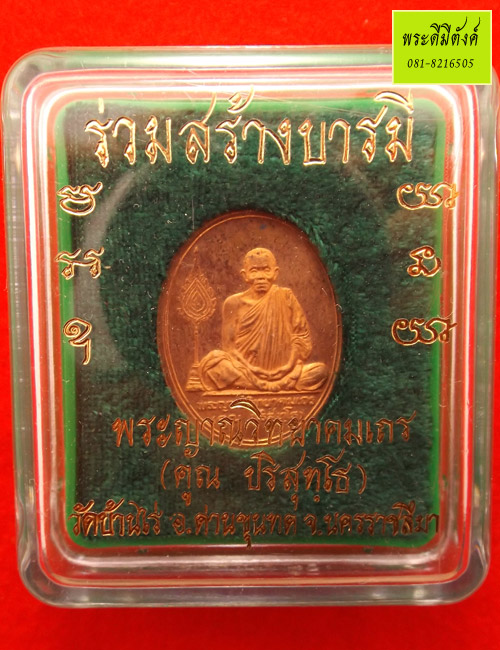 พระดีมีตังค์
081-8216505
ร่วมสร้างบารมี
พระญาณวิทยาคมเถร
(คูณ ปริสุทฺโธ)
วัดบ้านไร่ อ.ด่านขุนทด จ.นครราชสีมา